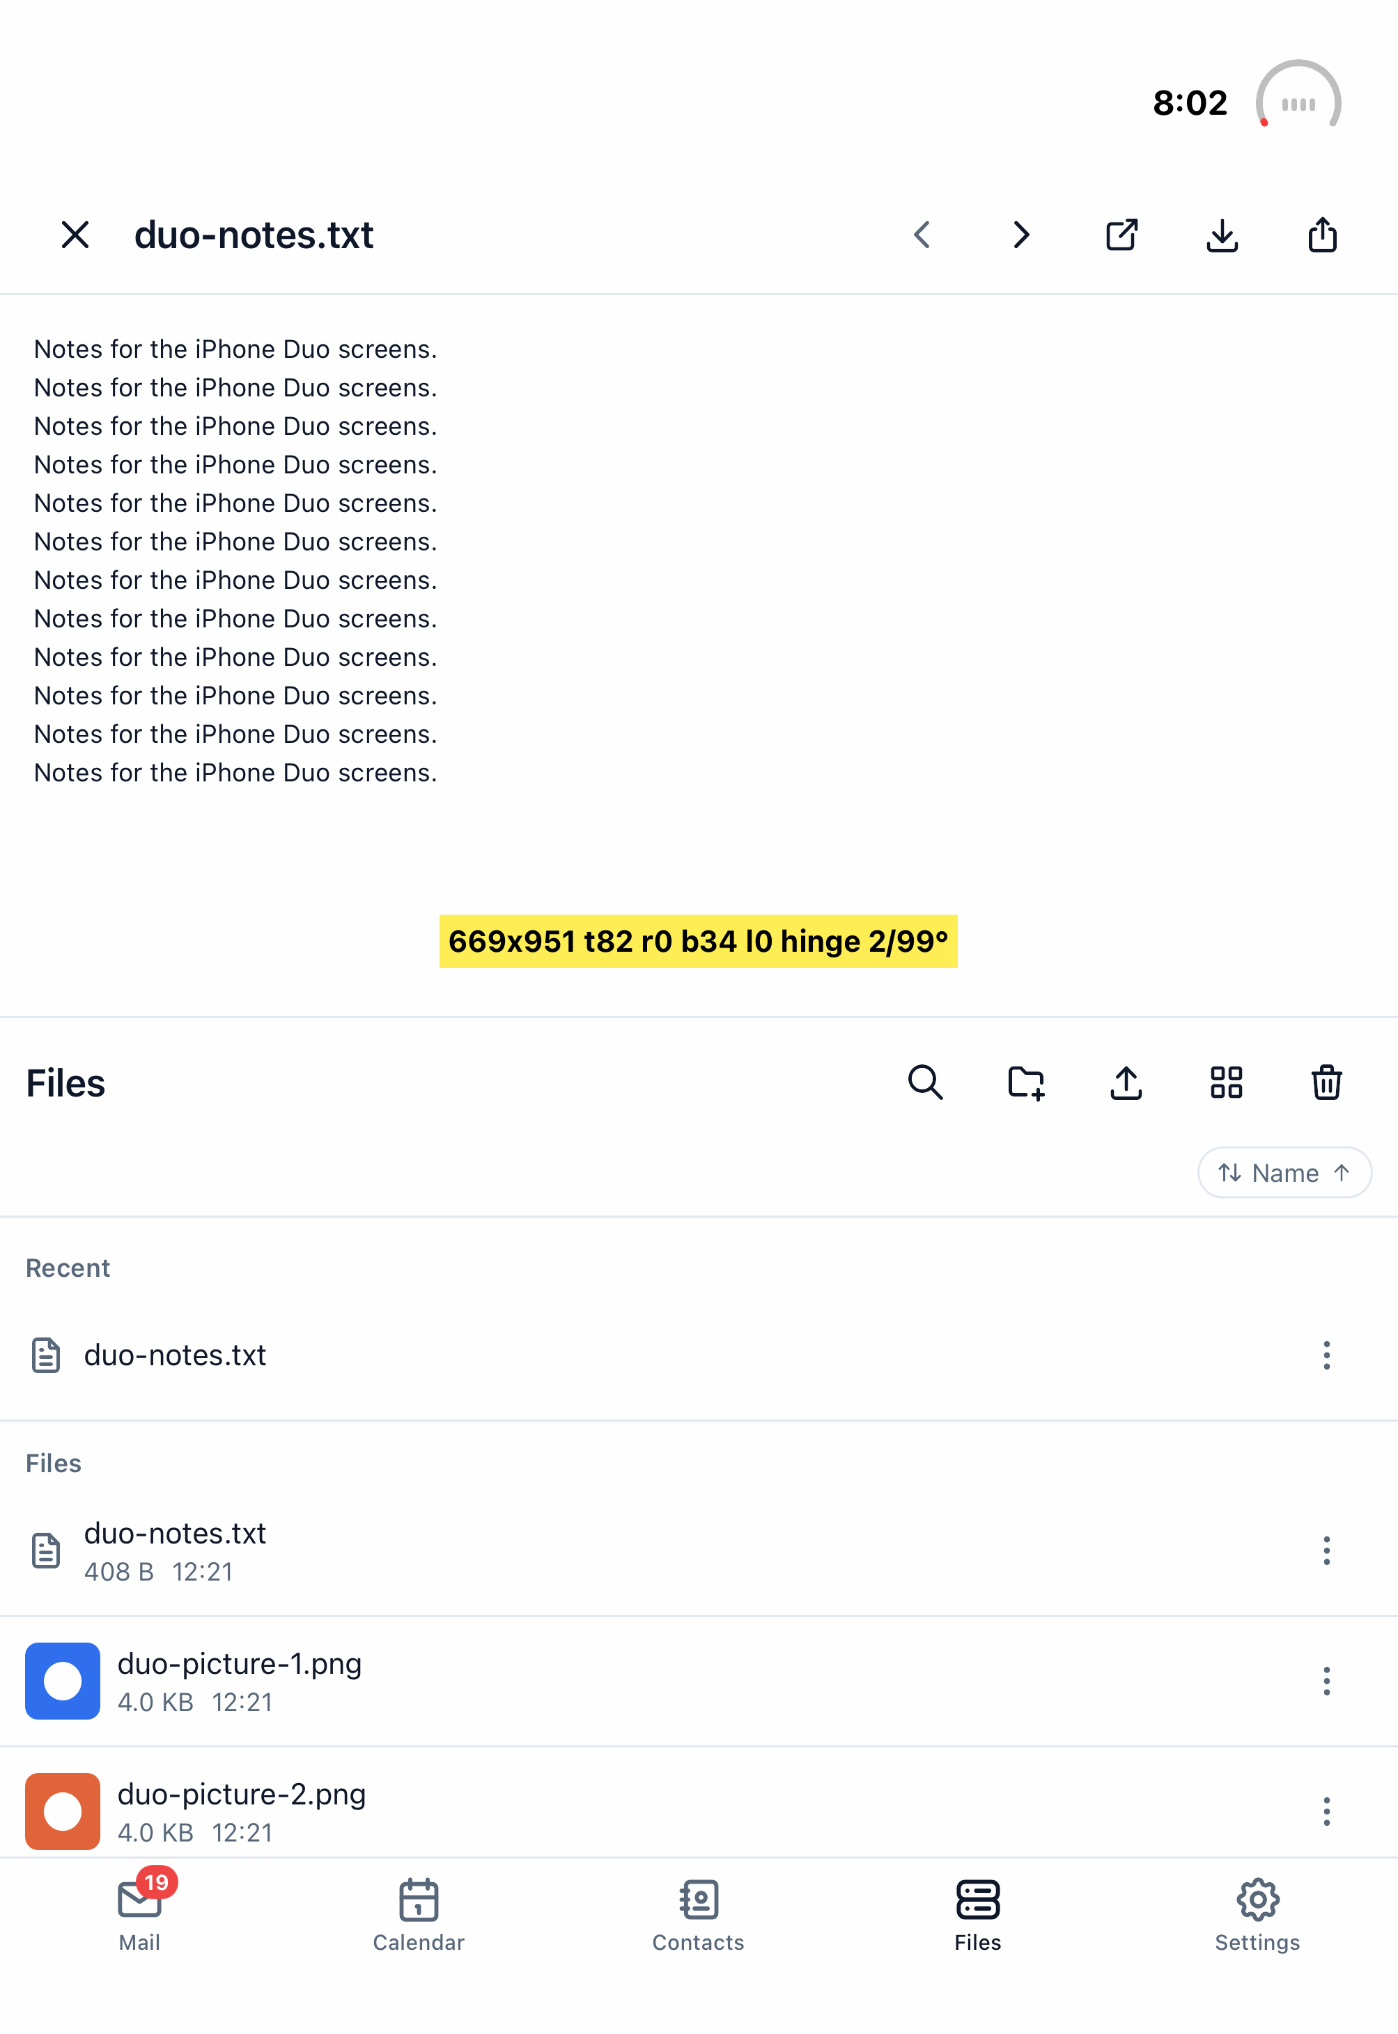 8:02
duo-notes.txt
Notes for the iPhone Duo screens.
Notes for the iPhone Duo screens.
Notes for the iPhone Duo screens.
Notes for the iPhone Duo screens.
Notes for the iPhone Duo screens.
Notes for the iPhone Duo screens.
Notes for the iPhone Duo screens.
Notes for the iPhone Duo screens.
Notes for the iPhone Duo screens.
Notes for the iPhone Duo screens.
Notes for the iPhone Duo screens.
Notes for the iPhone Duo screens.
669x951 t82 r0 b34 l0 hinge 2/99°
Files
Name
Recent
duo-notes.txt
Files
duo-notes.txt
408 B 12:21
duo-picture-1.png
4.0 KB 12:21
duo-picture-2.png
4.0 KB 12:21
19
Mail Calendar Contacts Files Settings